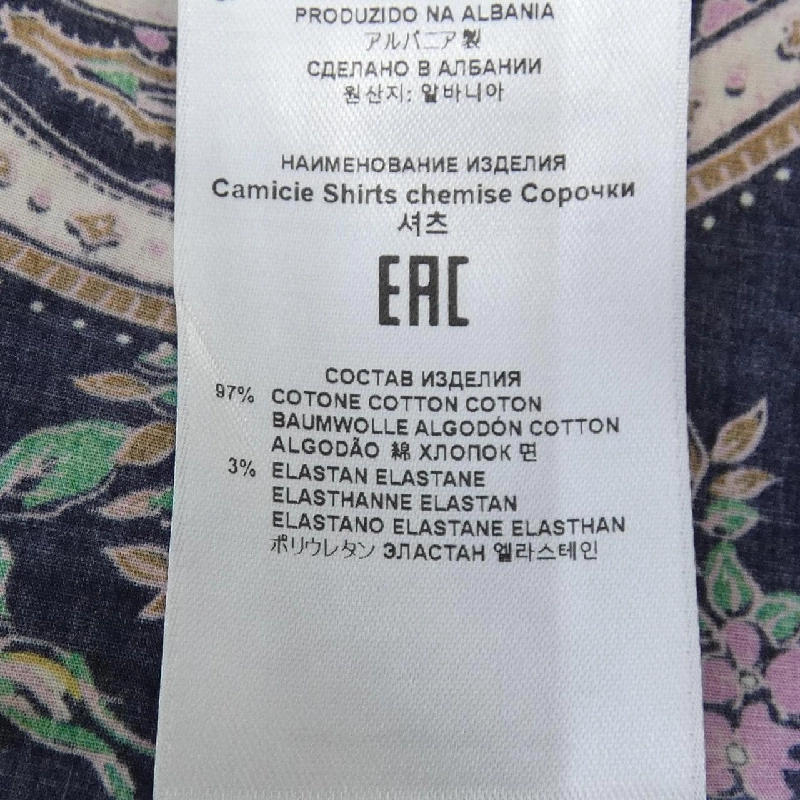 PRODUZIDO NA ALBANIA
アルバニア製
СДЕЛАНО В АЛБАНИИ
원산지: 알바니아
НАИМЕНОВАНИЕ ИЗДЕЛИЯ
Camicie Shirts chemise Сорочки
셔츠
EAC
СОСТАВ ИЗДЕЛИЯ
97% COTONE COTTON COTON
BAUMWOLLE ALGODÓN COTTON
ALGODÃO 綿 ХЛОПОК 면
3% ELASTAN ELASTANE
ELASTHANNE ELASTAN
ELASTANO ELASTANE ELASTHAN
ポリウレタン ЭЛАСТАН 엘라스테인